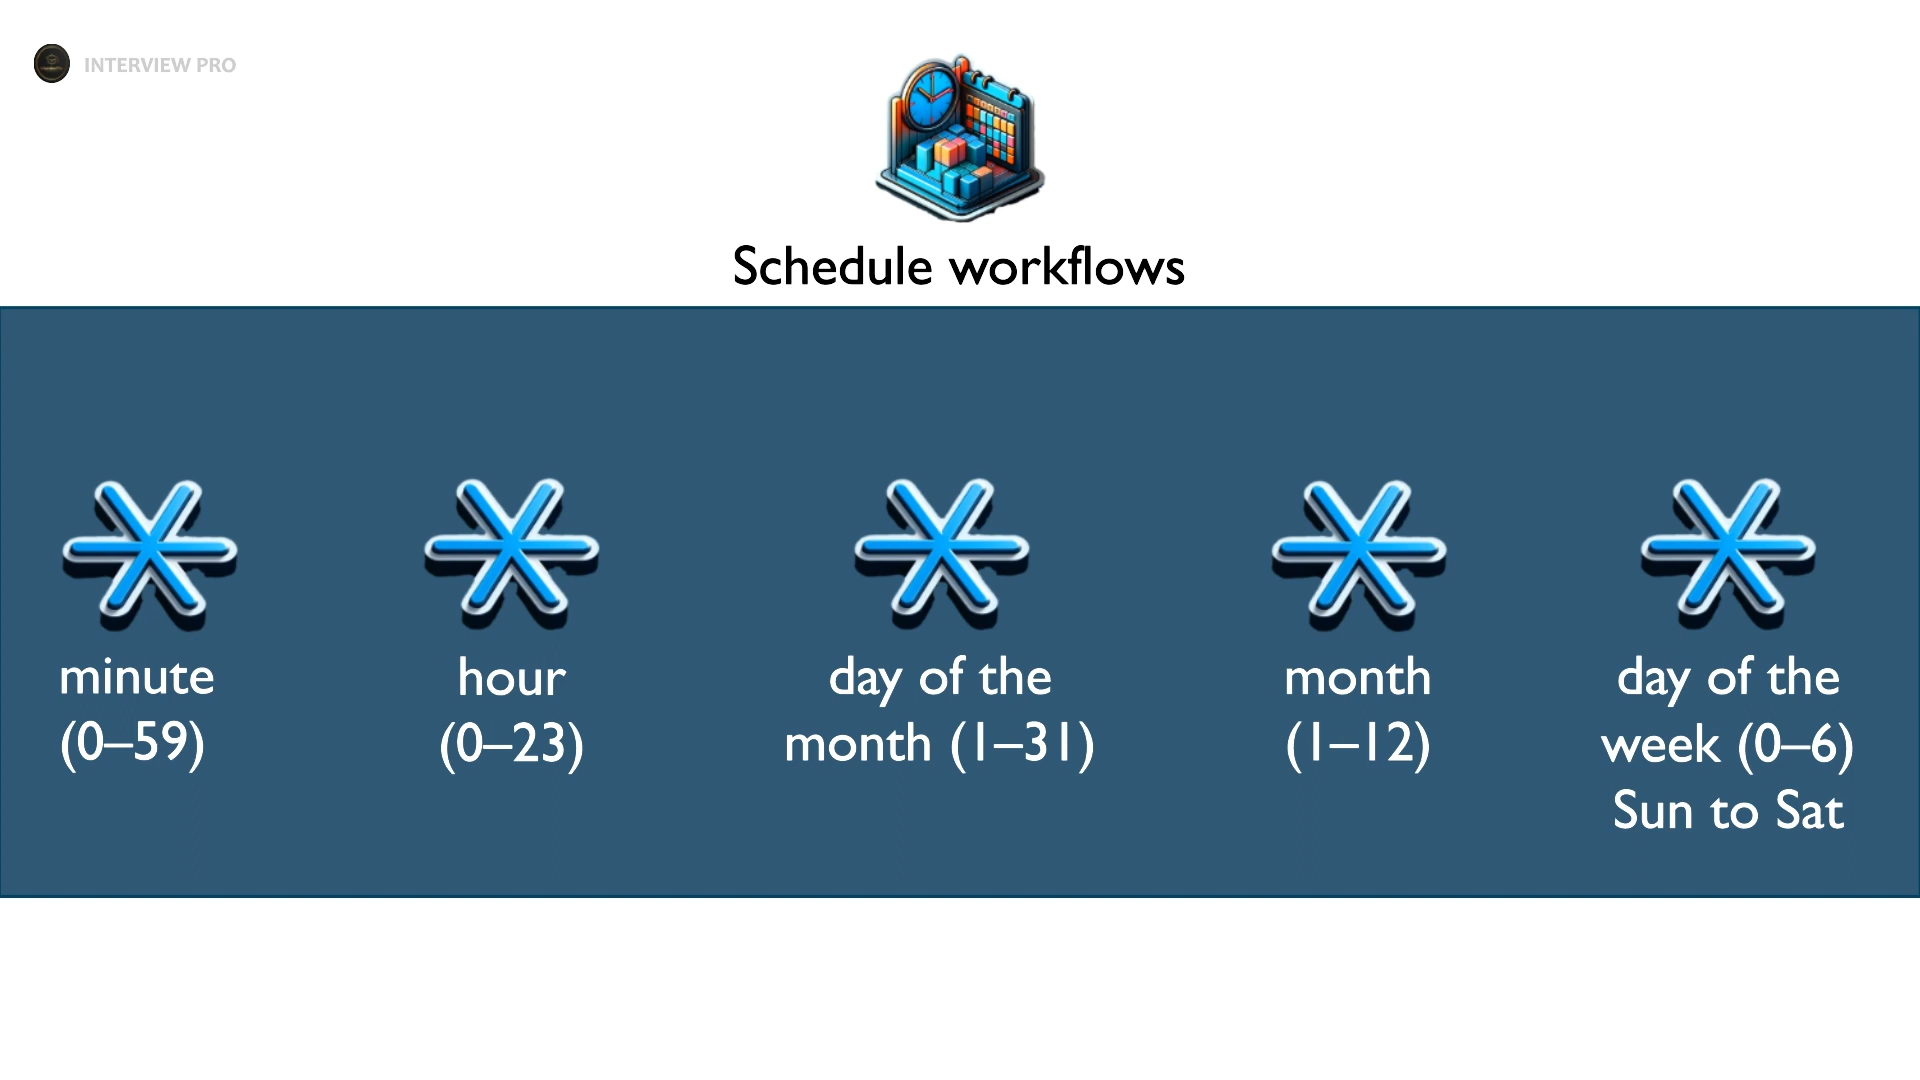 INTERVIEW PRO
Schedule workflows
minute
(0–59)
hour
(0–23)
day of the
month (1–31)
month
(1–12)
day of the
week (0–6)
Sun to Sat